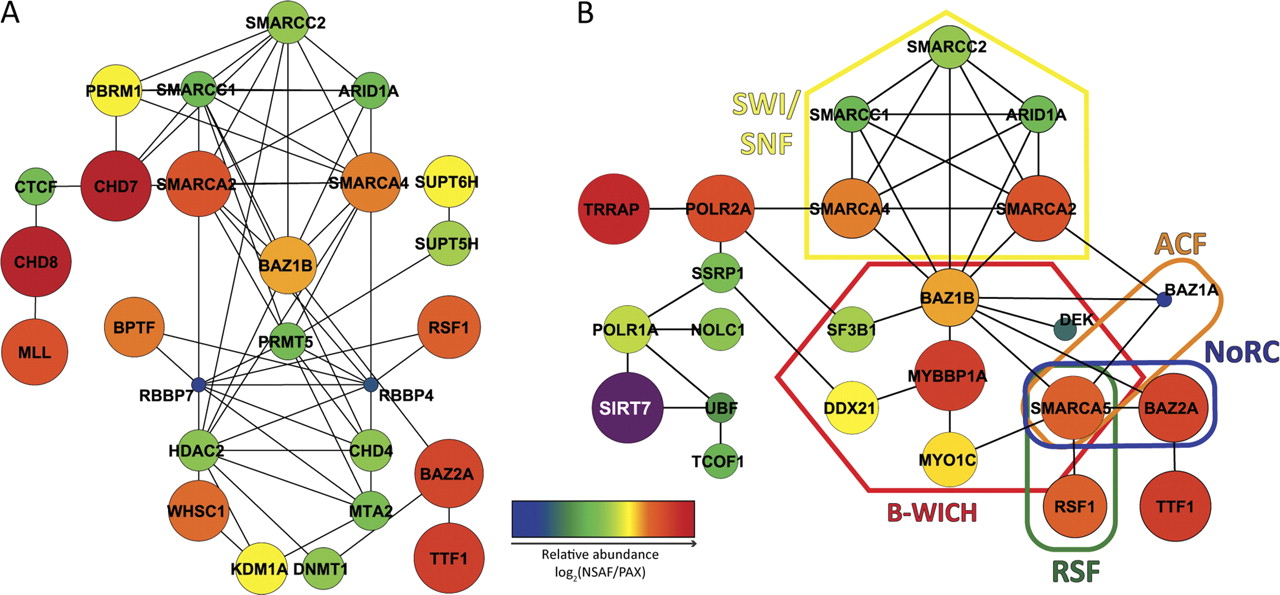 A
SMARCC2
PBRM1
SMARCC1
ARID1A
CTCF
CHD7
SMARCA2
SMARCA4
SUPT6H
SUPT5H
CHD8
BAZ1B
BPTF
RSF1
MLL
PRMT5
RBBP7
RBBP4
HDAC2
CHD4
BAZ2A
WHSC1
MTA2
TTF1
KDM1A
DNMT1
B
SMARCC2
SWI/
SNF
SMARCC1
ARID1A
TRRAP
POLR2A
SMARCA4
SMARCA2
ACF
SSRP1
BAZ1B
BAZ1A
POLR1A
NOLC1
SF3B1
DEK
NoRC
MYBBP1A
SIRT7
UBF
DDX21
SMARCA5
BAZ2A
TCOF1
MYO1C
B-WICH
RSF1
TTF1
RSF
Relative abundance
log2(NSAF/PAX)